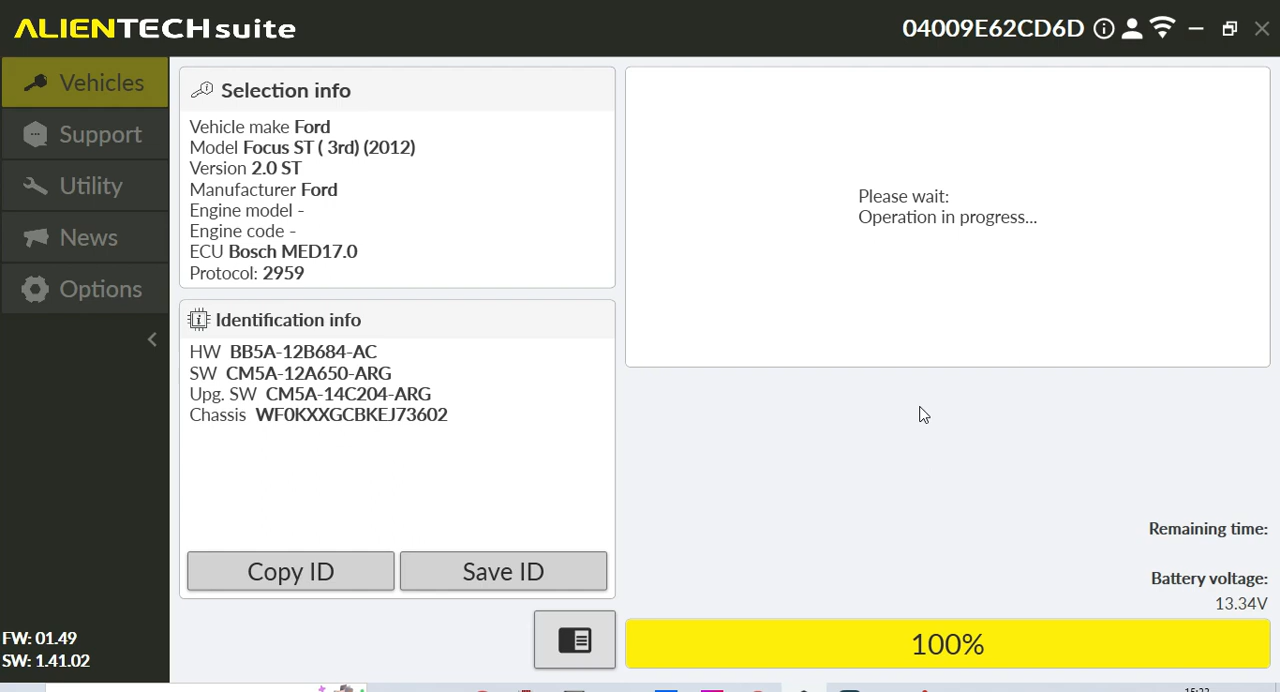 ALIENTECH suite
04009E62CD6D
Vehicles
Support
Utility
News
Options
FW: 01.49
SW: 1.41.02
Selection info
Vehicle make Ford
Model Focus ST ( 3rd) (2012)
Version 2.0 ST
Manufacturer Ford
Engine model -
Engine code -
ECU Bosch MED17.0
Protocol: 2959
Identification info
HW BB5A-12B684-AC
SW CM5A-12A650-ARG
Upg. SW CM5A-14C204-ARG
Chassis WF0KXXGCBKEJ73602
Copy ID
Save ID
Please wait:
Operation in progress...
Remaining time:
Battery voltage:
13.34V
100%